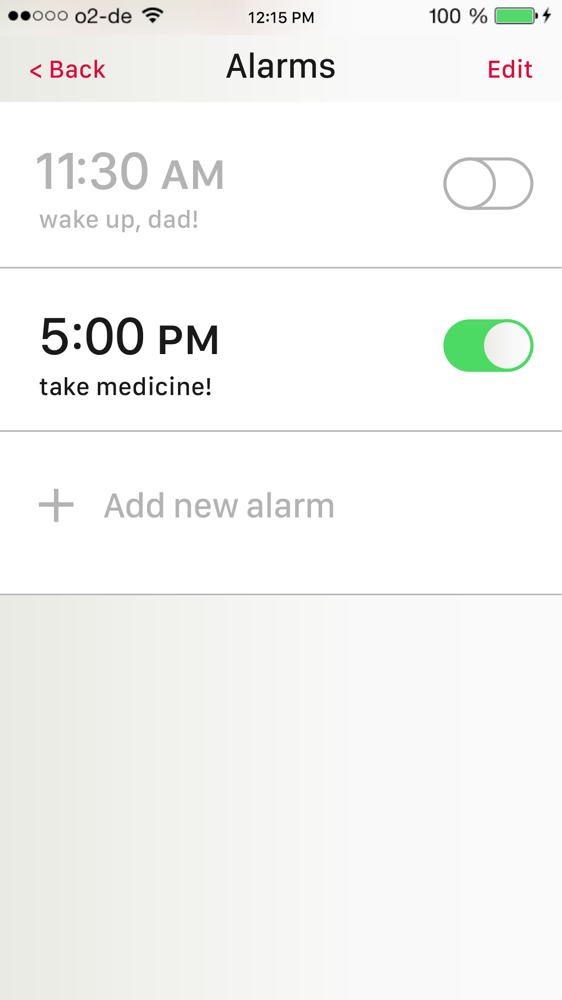 o2-de 12:15 PM 100 %
< Back Alarms Edit
11:30 AM
wake up, dad!
5:00 PM
take medicine!
+ Add new alarm